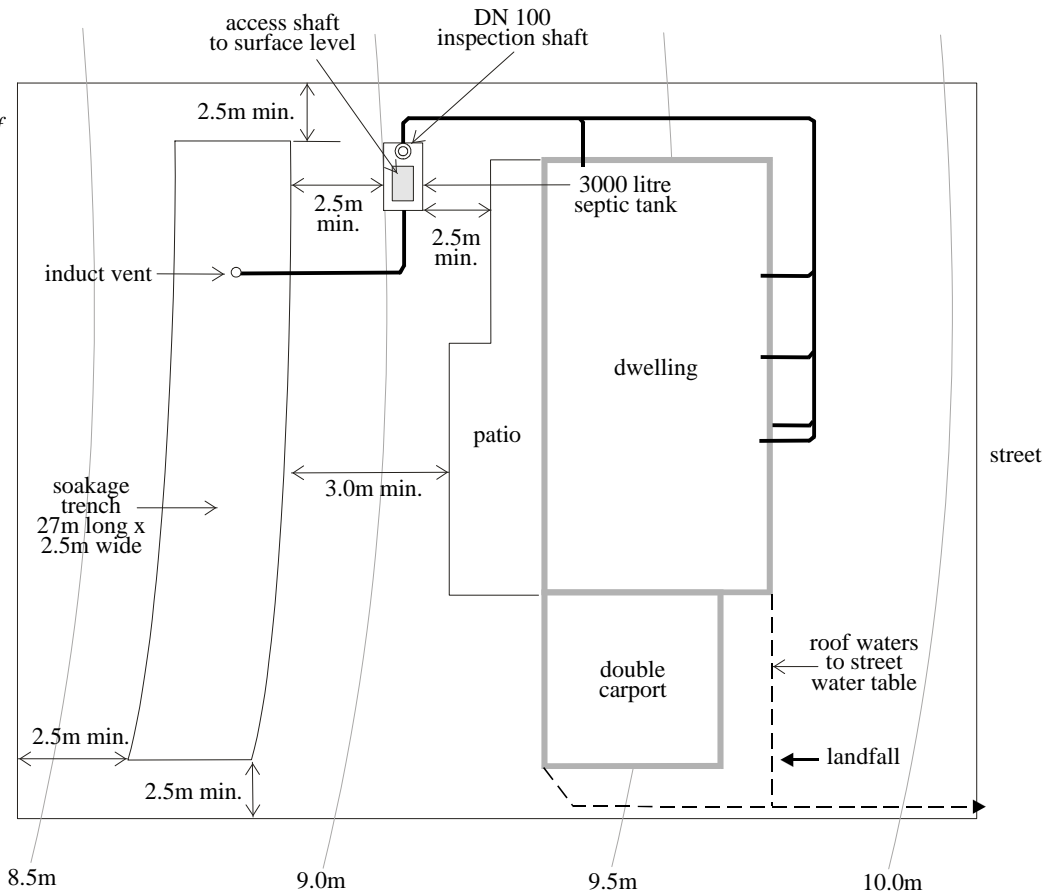 access shaft
to surface level
DN 100
inspection shaft
2.5m min.
2.5m
min.
3000 litre
septic tank
2.5m
min.
induct vent
dwelling
patio
street
3.0m min.
soakage
trench
27m long x
2.5m wide
double
carport
roof waters
to street
water table
2.5m min.
landfall
2.5m min.
8.5m
9.0m
9.5m
10.0m